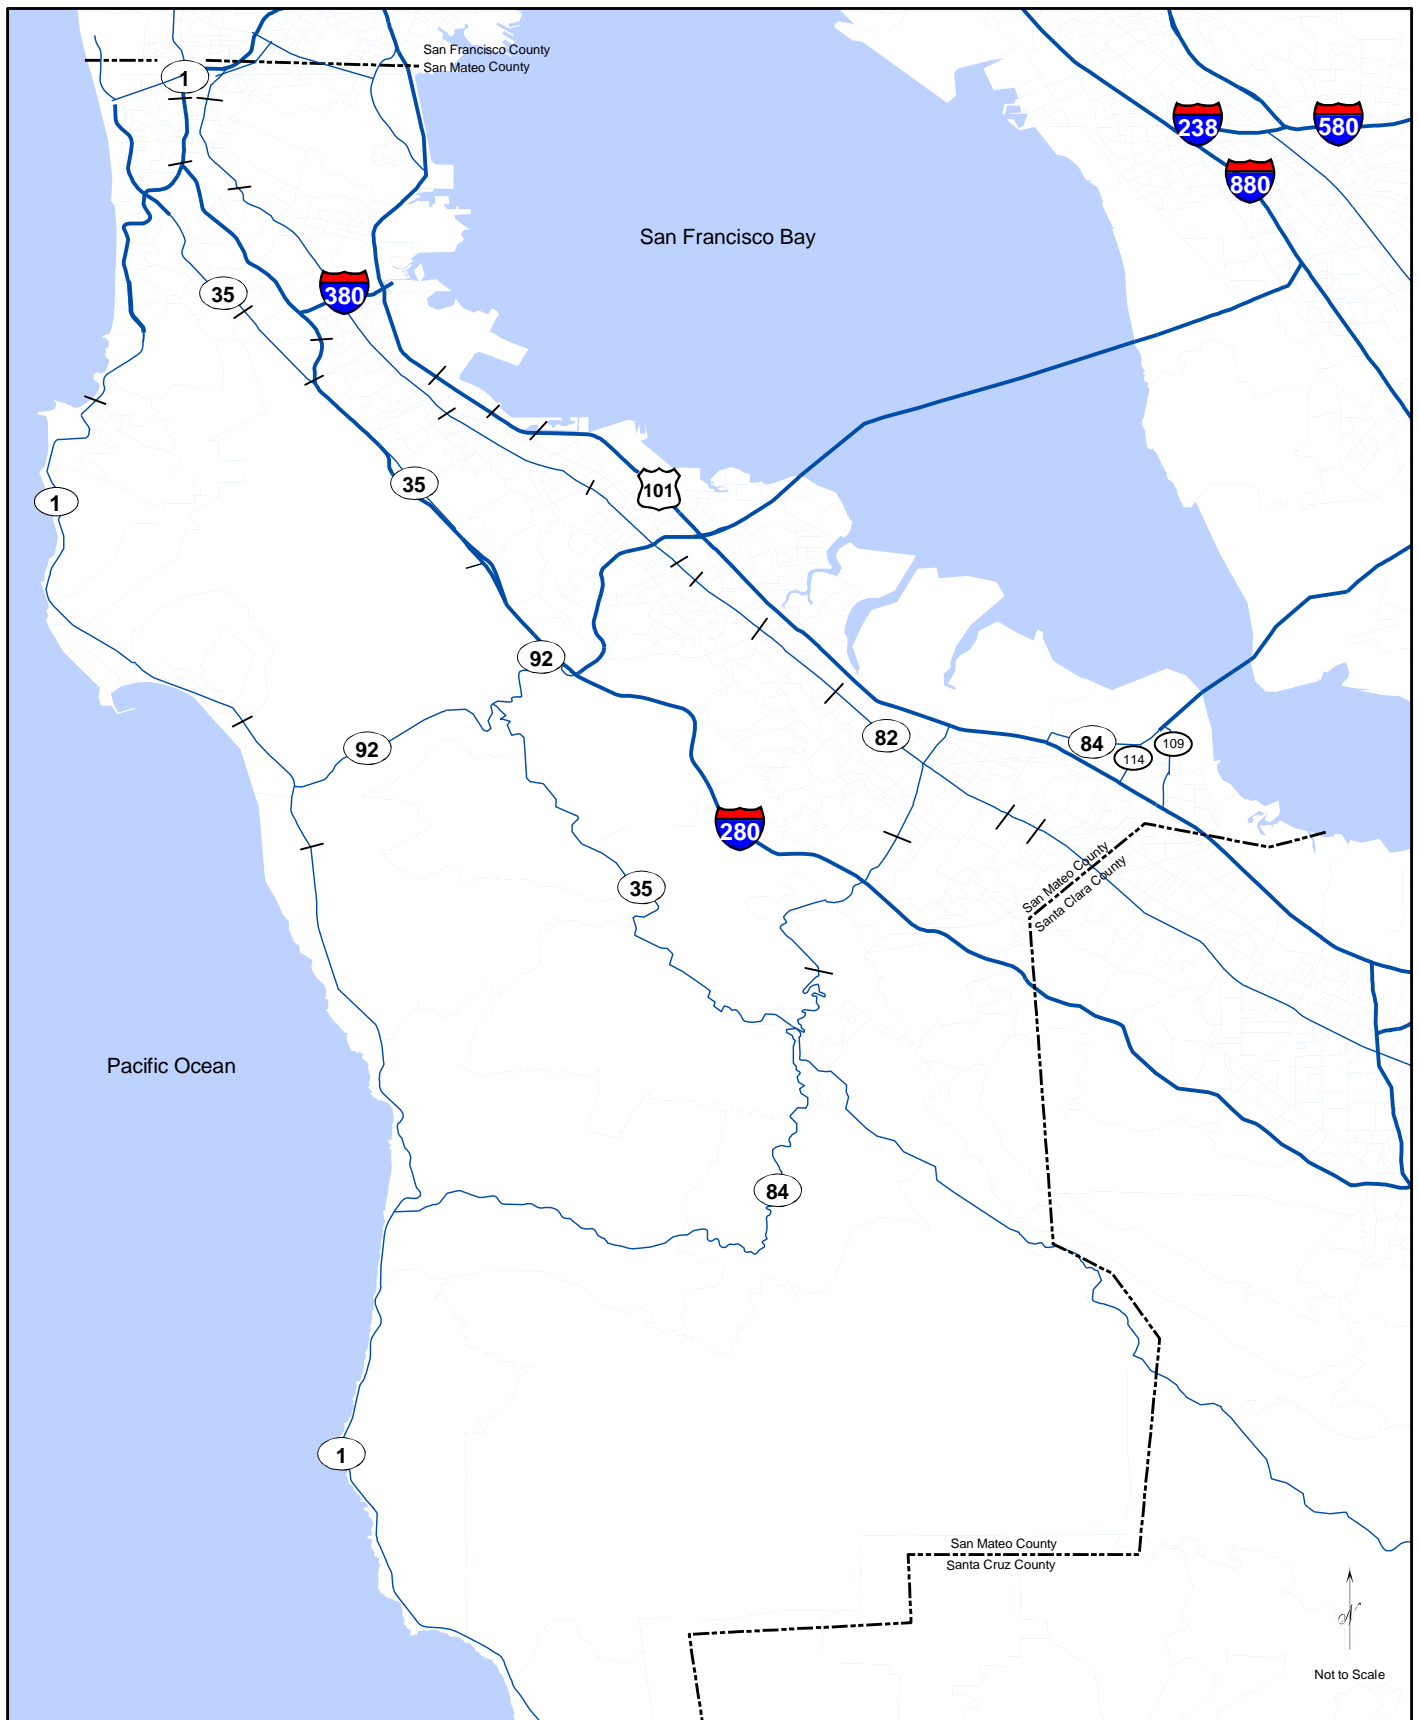 San Francisco County
San Mateo County
1
238
580
880
San Francisco Bay
35
380
35
101
1
92
82
84
109
92
114
280
San Mateo County
Santa Clara County
35
Pacific Ocean
84
1
San Mateo County
Santa Cruz County
N
Not to Scale